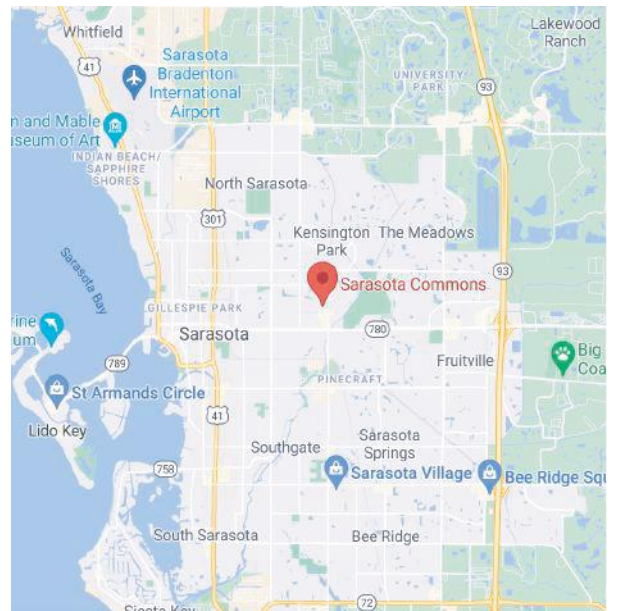 Whitfield
Lakewood
Ranch
41
Sarasota
Bradenton
International
Airport
UNIVERSITY
PARK
93
n and Mable
useum of Art
INDIAN BEACH/
SAPPHIRE
SHORES
North Sarasota
301
Kensington
Park
The Meadows
Sarasota Bay
93
Sarasota Commons
GILLESPIE PARK
rine
um
Sarasota
780
789
Fruitville
Big
Coa
PINECRAFT
St Armands Circle
41
Lido Key
Southgate
Sarasota
Springs
758
Sarasota Village
Bee Ridge Squ
South Sarasota
Bee Ridge
72
Siesta Key